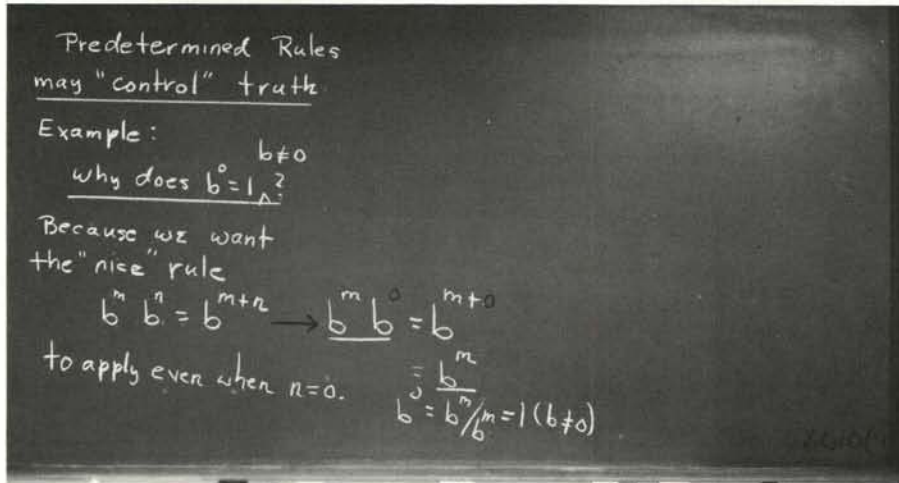 Predetermined Rules
may "control" truth
Example:
b≠0
why does b⁰=1 ^ ?
Because we want
the "nice" rule
bᵐ bⁿ = bᵐ⁺ⁿ → bᵐ b⁰ = bᵐ⁺⁰
to apply even when n=0.
= bᵐ
b⁰ = bᵐ/bᵐ = 1 (b≠0)